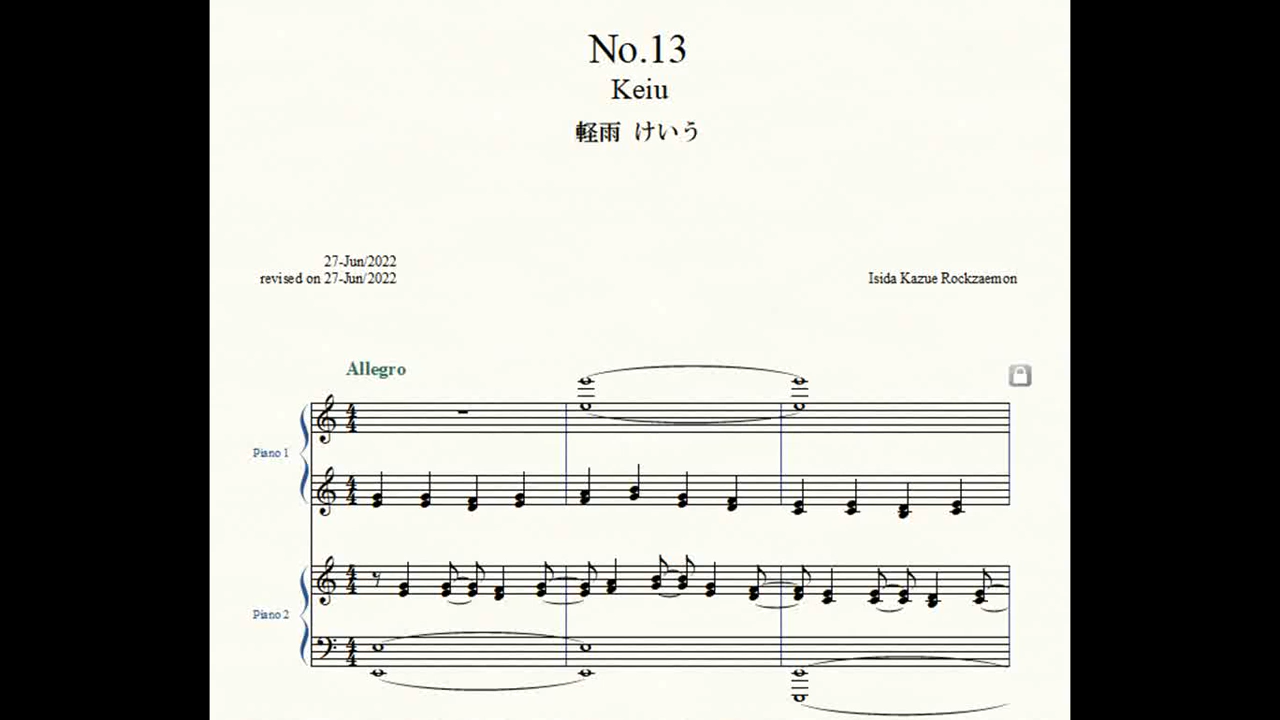 No.13
Keiu
軽雨 けいう
27-Jun/2022
revised on 27-Jun/2022
Isida Kazue Rockzaemon
Allegro
Piano 1
Piano 2